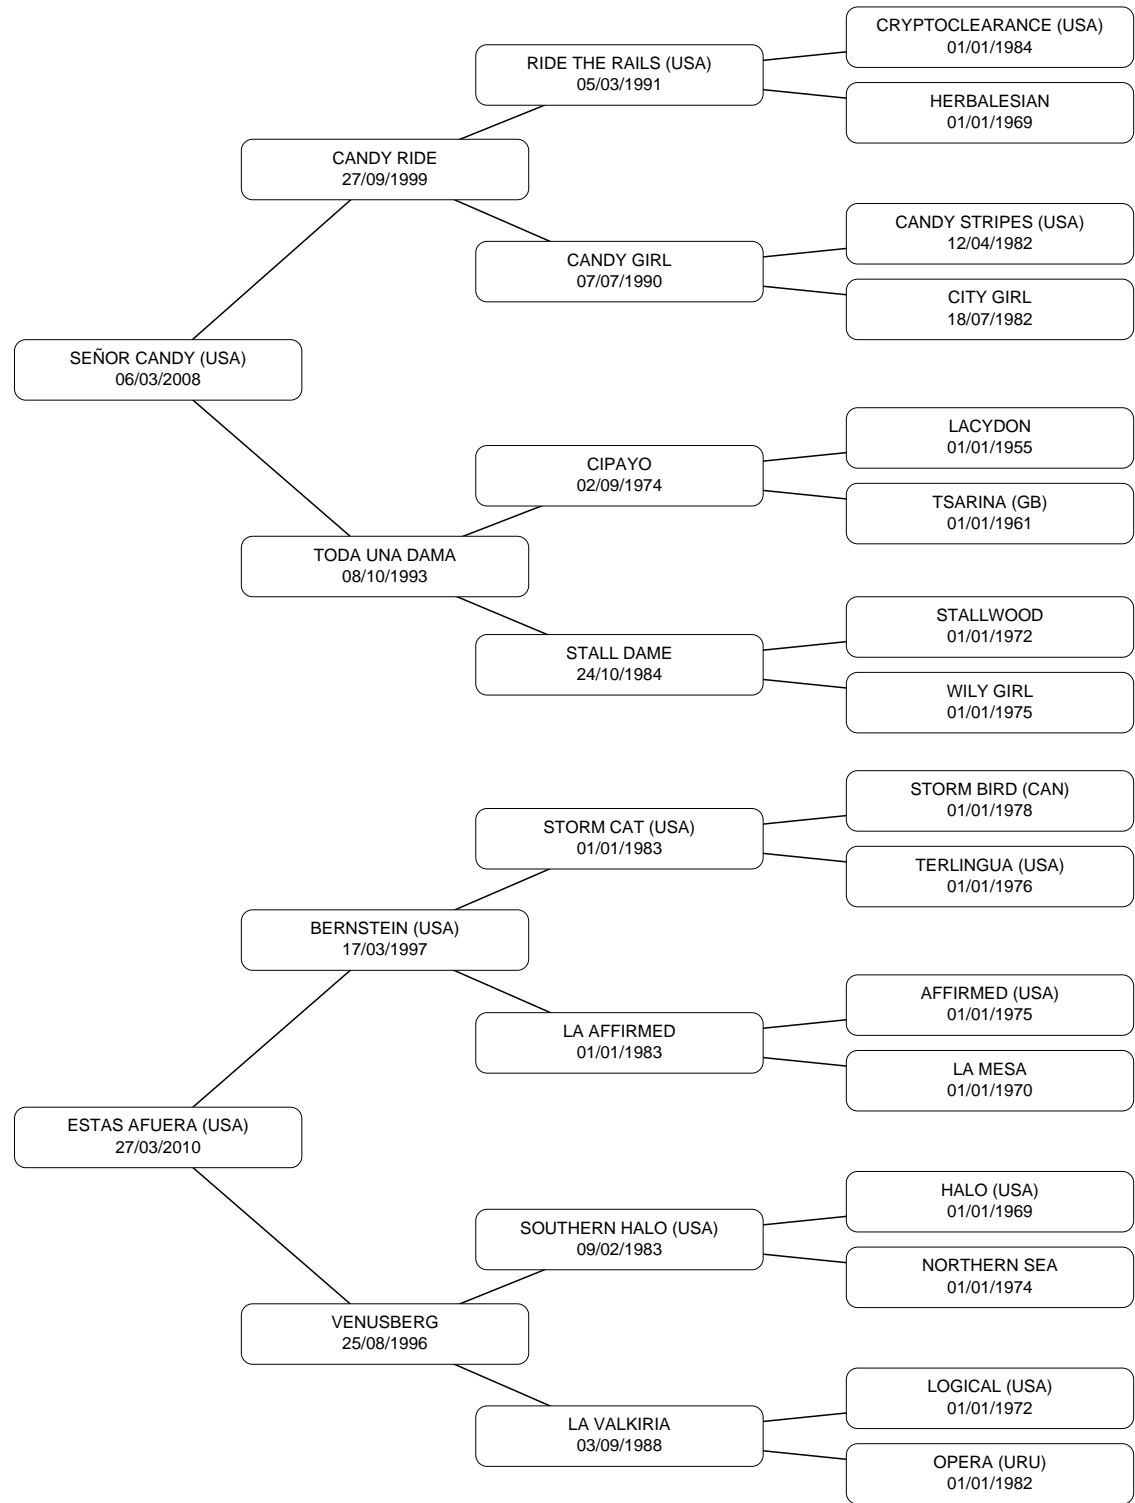 CRYPTOCLEARANCE (USA)
01/01/1984
RIDE THE RAILS (USA)
05/03/1991
HERBALESIAN
01/01/1969
CANDY RIDE
27/09/1999
CANDY STRIPES (USA)
12/04/1982
CANDY GIRL
07/07/1990
CITY GIRL
18/07/1982
SEÑOR CANDY (USA)
06/03/2008
LACYDON
01/01/1955
CIPAYO
02/09/1974
TSARINA (GB)
01/01/1961
TODA UNA DAMA
08/10/1993
STALLWOOD
01/01/1972
STALL DAME
24/10/1984
WILY GIRL
01/01/1975
STORM BIRD (CAN)
01/01/1978
STORM CAT (USA)
01/01/1983
TERLINGUA (USA)
01/01/1976
BERNSTEIN (USA)
17/03/1997
AFFIRMED (USA)
01/01/1975
LA AFFIRMED
01/01/1983
LA MESA
01/01/1970
ESTAS AFUERA (USA)
27/03/2010
HALO (USA)
01/01/1969
SOUTHERN HALO (USA)
09/02/1983
NORTHERN SEA
01/01/1974
VENUSBERG
25/08/1996
LOGICAL (USA)
01/01/1972
LA VALKIRIA
03/09/1988
OPERA (URU)
01/01/1982